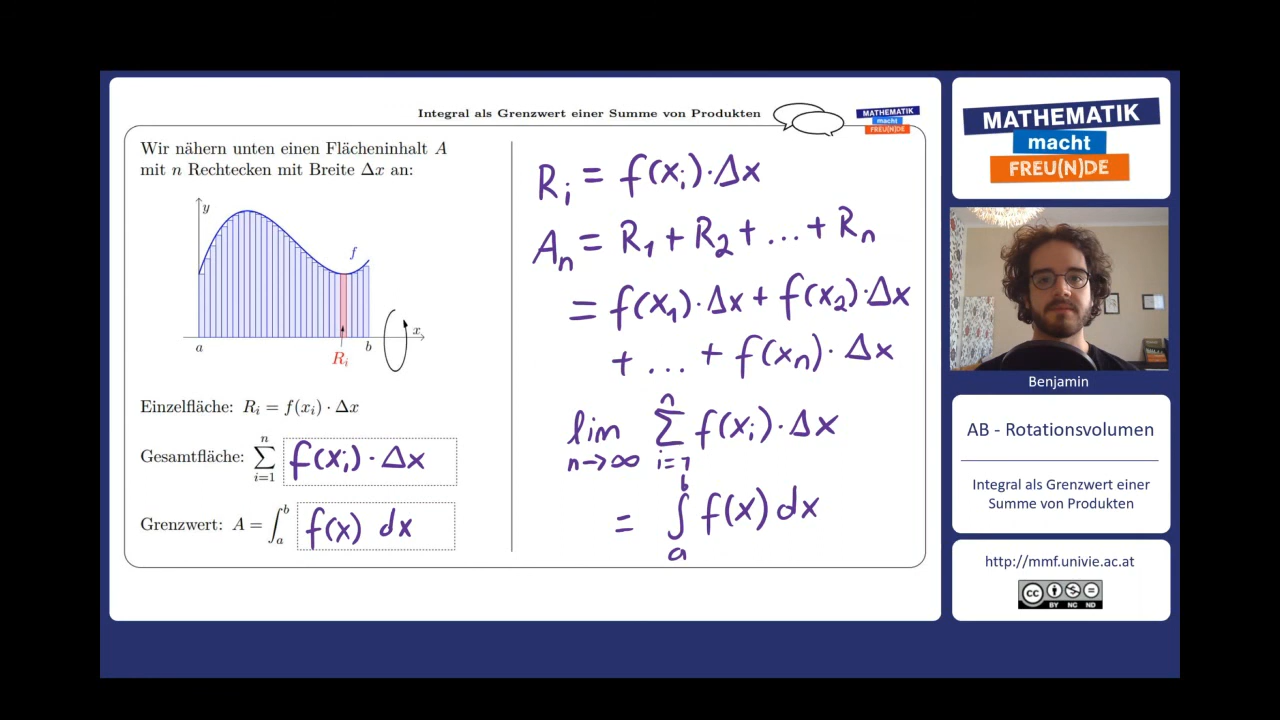 Integral als Grenzwert einer Summe von Produkten
MATHEMATIK
macht
FREU(N)DE
Wir nähern unten einen Flächeninhalt A
mit n Rechtecken mit Breite Δx an:
y
f
a
b
x
R_i
Einzelfläche: R_i = f(x_i) · Δx
Gesamtfläche: ∑_{i=1}^{n} f(x_i) · Δx
Grenzwert: A = ∫_a^b f(x) dx
R_i = f(x_i) · Δx
A_n = R_1 + R_2 + ... + R_n
= f(x_1) · Δx + f(x_2) · Δx
+ ... + f(x_n) · Δx
lim_{n→∞} ∑_{i=1}^{n} f(x_i) · Δx
= ∫_a^b f(x) dx
MATHEMATIK
macht
FREU(N)DE
Benjamin
AB - Rotationsvolumen
Integral als Grenzwert einer
Summe von Produkten
http://mmf.univie.ac.at
cc
BY NC ND